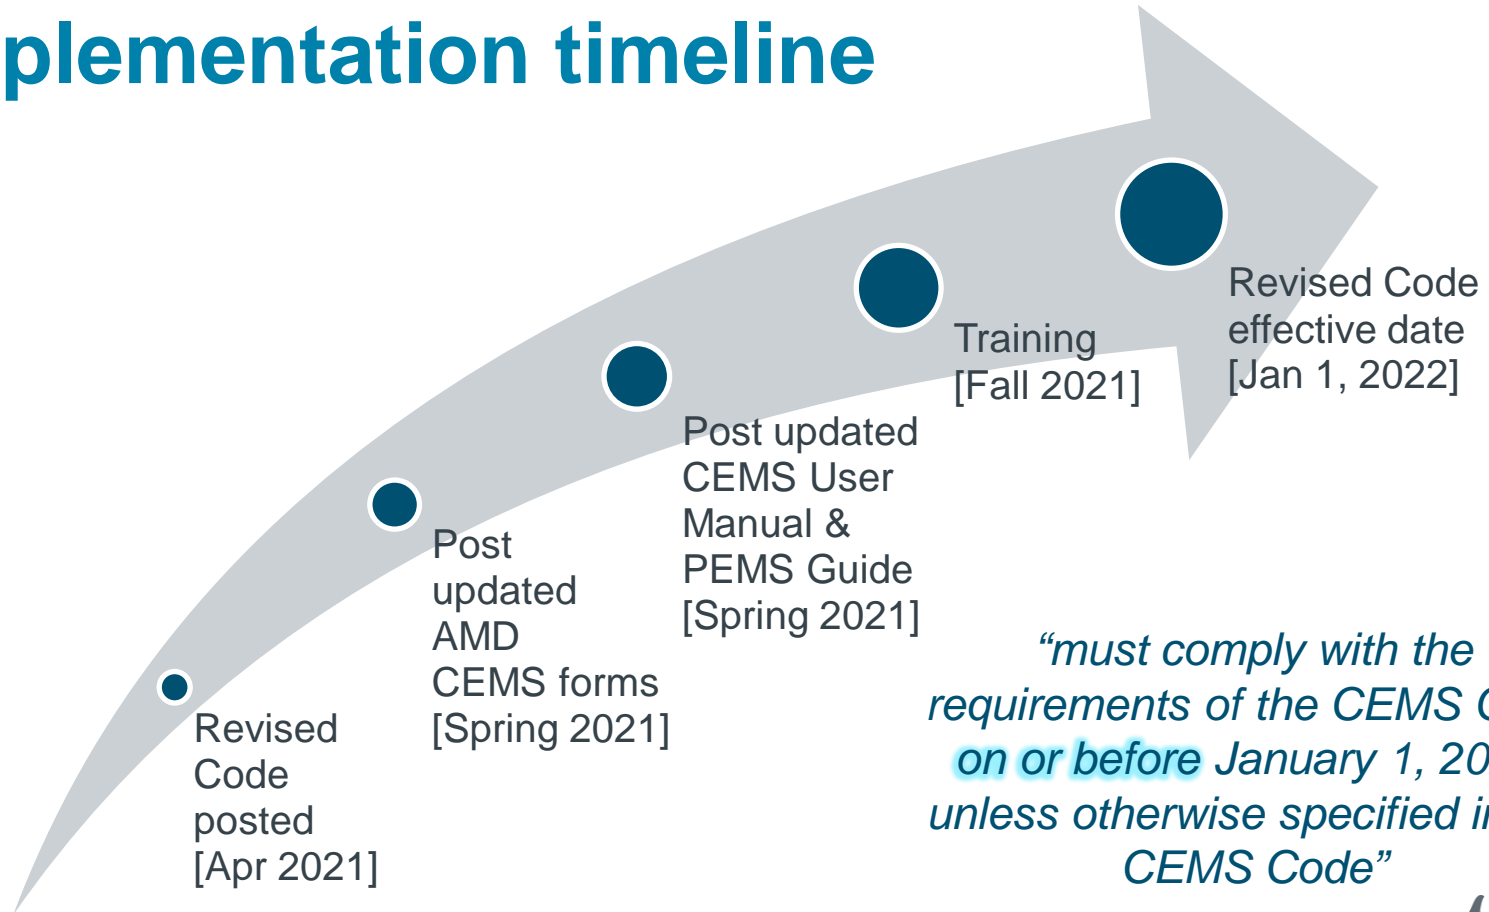 plementation timeline
Revised
Code
posted
[Apr 2021]
Post
updated
AMD
CEMS forms
[Spring 2021]
Post updated
CEMS User
Manual &
PEMS Guide
[Spring 2021]
Training
[Fall 2021]
Revised Code
effective date
[Jan 1, 2022]
“must comply with the
requirements of the CEMS
on or before January 1, 20
unless otherwise specified in
CEMS Code”